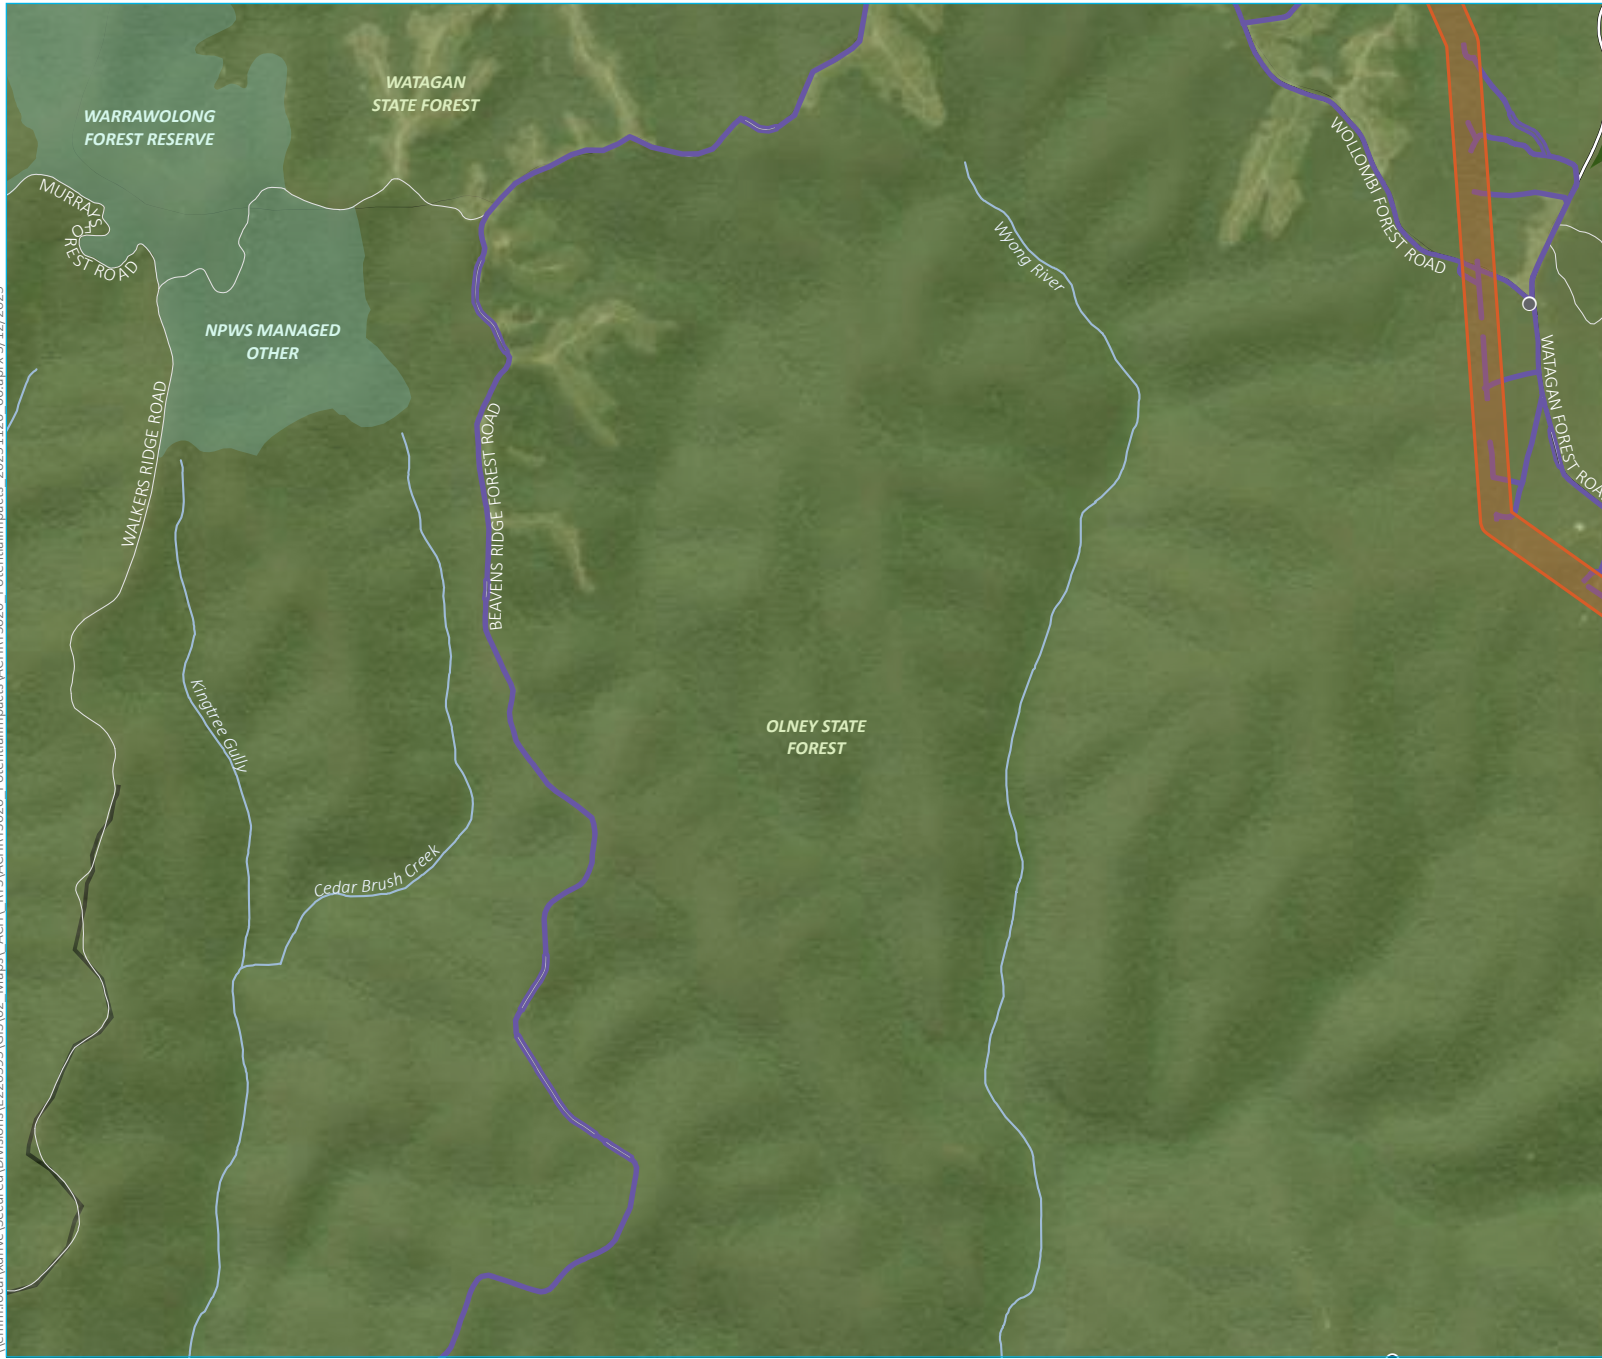 WATAGAN
STATE FOREST
WARRAWOLONG
FOREST RESERVE
WOLLOMBI FOREST ROAD
MURRAYS FOREST ROAD
Wyong River
NPWS MANAGED
OTHER
WATAGAN FOREST ROA
WALKERS RIDGE ROAD
BEAVENS RIDGE FOREST ROAD
Kingtree Gully
OLNEY STATE
FOREST
Cedar Brush Creek